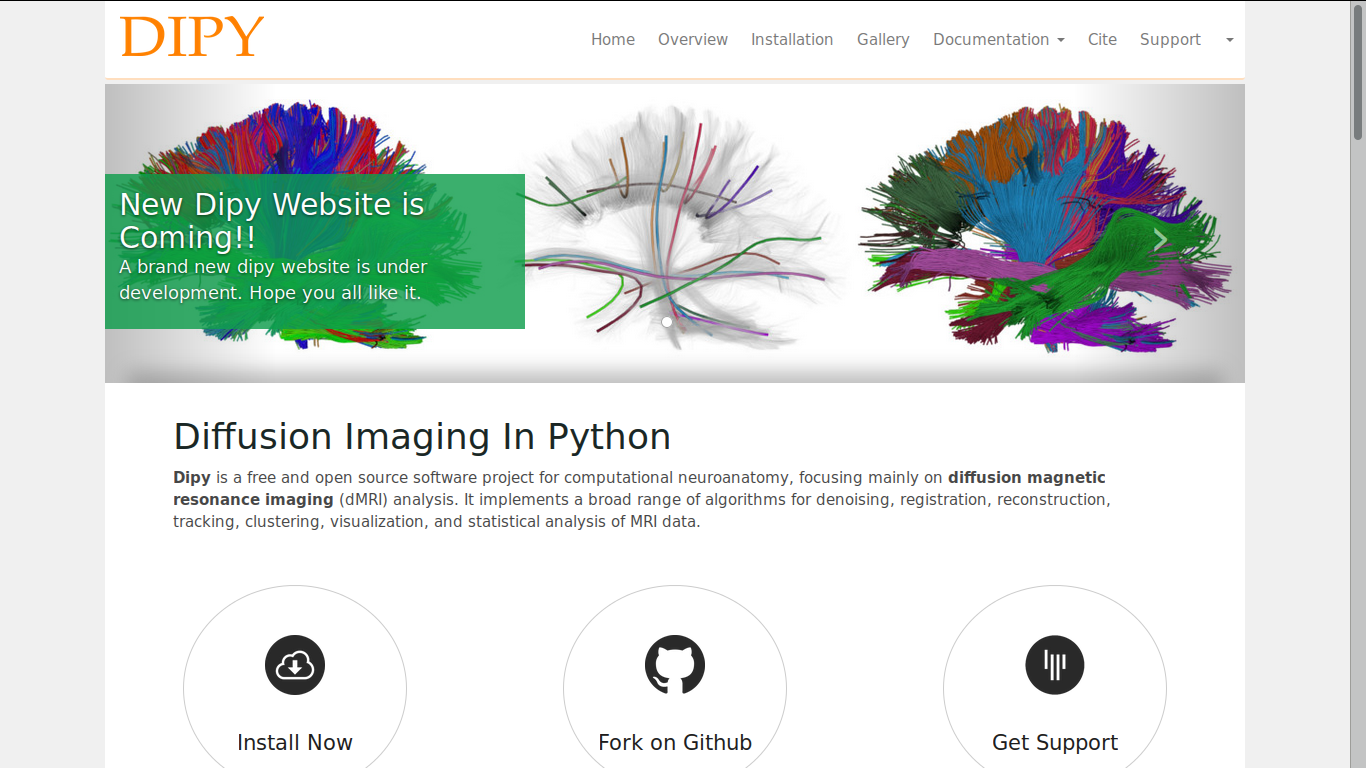 DIPY
Home Overview Installation Gallery Documentation Cite Support
New Dipy Website is
Coming!!
A brand new dipy website is under
development. Hope you all like it.
Diffusion Imaging In Python
Dipy is a free and open source software project for computational neuroanatomy, focusing mainly on diffusion magnetic
resonance imaging (dMRI) analysis. It implements a broad range of algorithms for denoising, registration, reconstruction,
tracking, clustering, visualization, and statistical analysis of MRI data.
Install Now
Fork on Github
Get Support